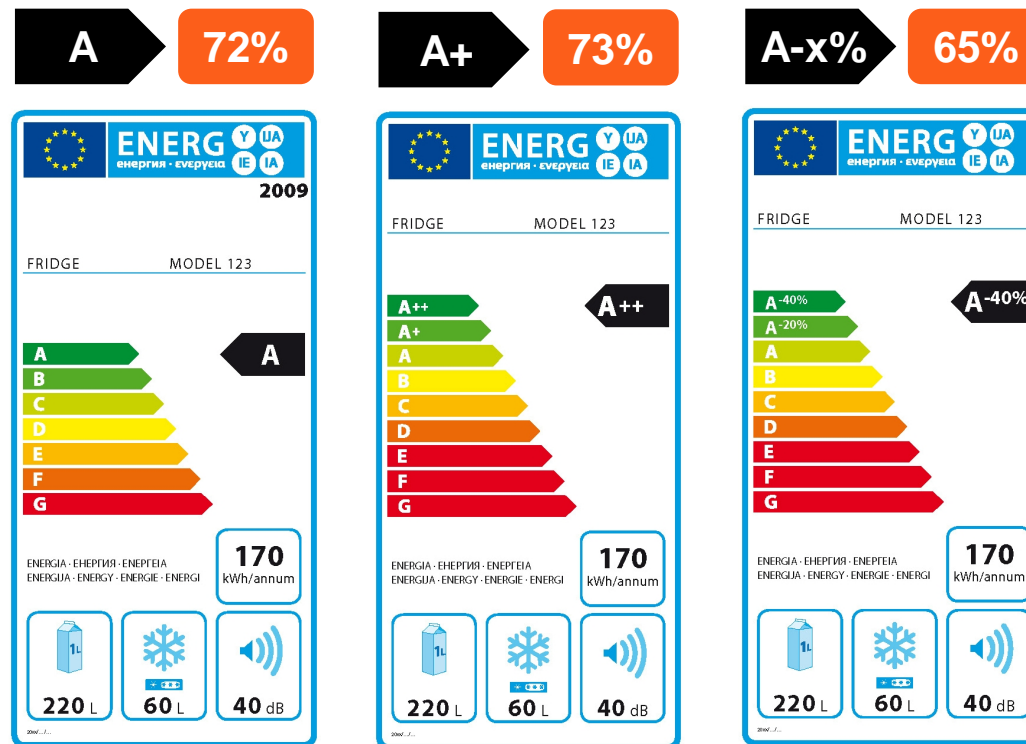 A 72%
ENERG Y UA
енергия · ενεργεια IE IA
2009
FRIDGE MODEL 123
A
A
B
C
D
E
F
G
170
kWh/annum
ENERGIA · ЕНЕРГИЯ · ΕΝΕΡΓΕΙΑ
ENERGIJA · ENERGY · ENERGIE · ENERGI
1L
220 L
60 L
40 dB
A+ 73%
ENERG Y UA
енергия · ενεργεια IE IA
FRIDGE MODEL 123
A++
A++
A+
A
B
C
D
E
F
G
170
kWh/annum
ENERGIA · ЕНЕРГИЯ · ΕΝΕΡΓΕΙΑ
ENERGIJA · ENERGY · ENERGIE · ENERGI
1L
220 L
60 L
40 dB
A-x% 65%
ENERG Y UA
енергия · ενεργεια IE IA
FRIDGE MODEL 123
A-40%
A-40%
A-20%
A
B
C
D
E
F
G
170
kWh/annum
ENERGIA · ЕНЕРГИЯ · ΕΝΕΡΓΕΙΑ
ENERGIJA · ENERGY · ENERGIE · ENERGI
1L
220 L
60 L
40 dB